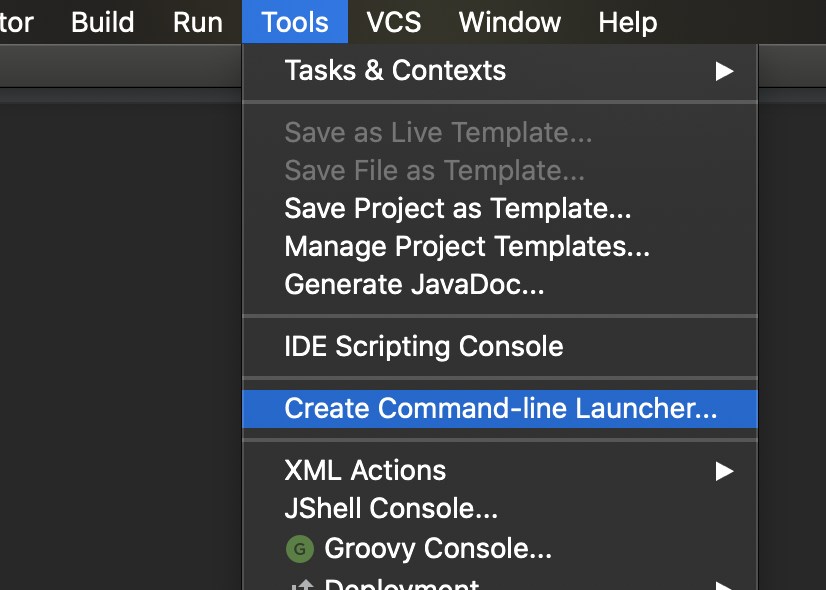 tor Build Run Tools VCS Window Help
Tasks & Contexts
Save as Live Template...
Save File as Template...
Save Project as Template...
Manage Project Templates...
Generate JavaDoc...
IDE Scripting Console
Create Command-line Launcher...
XML Actions
JShell Console...
G Groovy Console...
Deployment